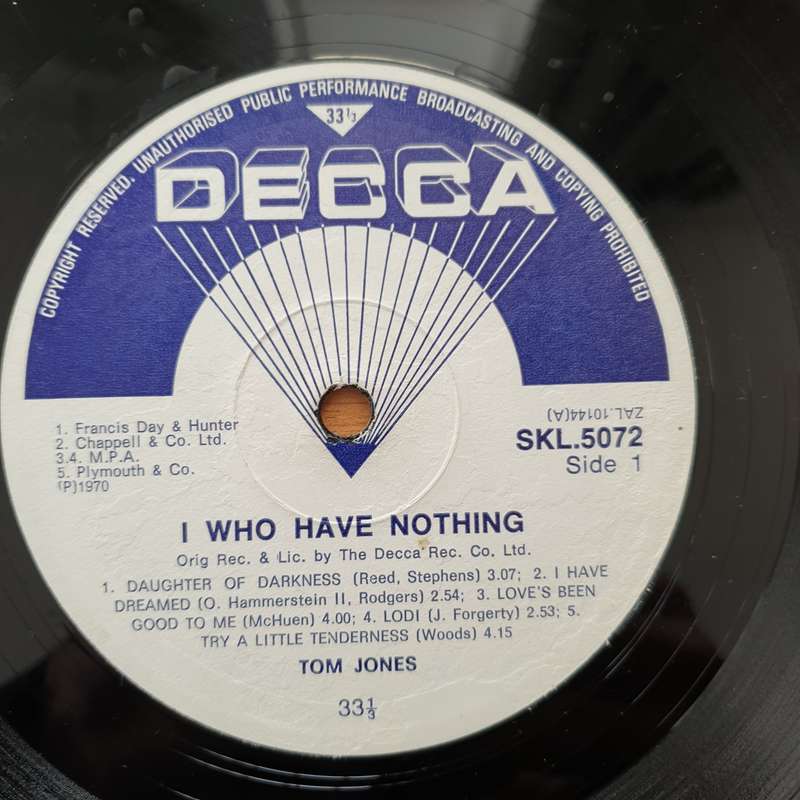 COPYRIGHT RESERVED. UNAUTHORISED PUBLIC PERFORMANCE BROADCASTING AND COPYING PROHIBITED
33 1/3
DECCA
ZAL.10144(A)
1. Francis Day & Hunter
2. Chappell & Co. Ltd.
3.4. M.P.A.
5. Plymouth & Co.
(P)1970
SKL.5072
Side 1
I WHO HAVE NOTHING
Orig Rec. & Lic. by The Decca Rec. Co. Ltd.
1. DAUGHTER OF DARKNESS (Reed, Stephens) 3.07; 2. I HAVE
DREAMED (O. Hammerstein II, Rodgers) 2.54; 3. LOVE'S BEEN
GOOD TO ME (McHuen) 4.00; 4. LODI (J. Forgerty) 2.53; 5.
TRY A LITTLE TENDERNESS (Woods) 4.15
TOM JONES
33⅓